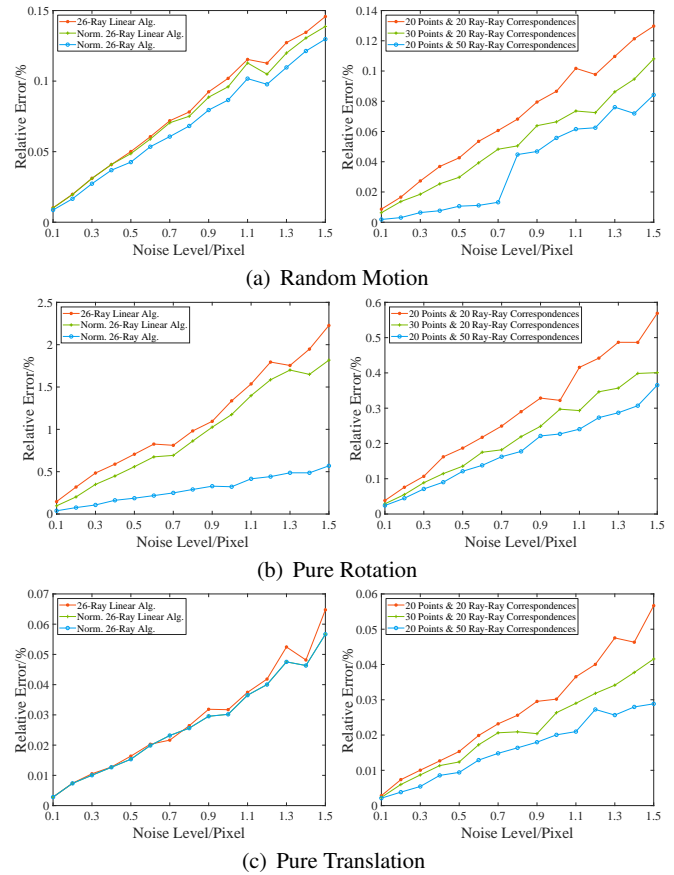 26-Ray Linear Alg.
Norm. 26-Ray Linear Alg.
Norm. 26-Ray Alg.
0.15
0.1
0.05
0
Relative Error/%
0.1 0.3 0.5 0.7 0.9 1.1 1.3 1.5
Noise Level/Pixel
20 Points & 20 Ray-Ray Correspondences
30 Points & 20 Ray-Ray Correspondences
20 Points & 50 Ray-Ray Correspondences
0.14
0.12
0.1
0.08
0.06
0.04
0.02
0
Relative Error/%
0.1 0.3 0.5 0.7 0.9 1.1 1.3 1.5
Noise Level/Pixel
(a) Random Motion
26-Ray Linear Alg.
Norm. 26-Ray Linear Alg.
Norm. 26-Ray Alg.
2.5
2
1.5
1
0.5
0
Relative Error/%
0.1 0.3 0.5 0.7 0.9 1.1 1.3 1.5
Noise Level/Pixel
20 Points & 20 Ray-Ray Correspondences
30 Points & 20 Ray-Ray Correspondences
20 Points & 50 Ray-Ray Correspondences
0.6
0.5
0.4
0.3
0.2
0.1
0
Relative Error/%
0.1 0.3 0.5 0.7 0.9 1.1 1.3 1.5
Noise Level/Pixel
(b) Pure Rotation
26-Ray Linear Alg.
Norm. 26-Ray Linear Alg.
Norm. 26-Ray Alg.
0.07
0.06
0.05
0.04
0.03
0.02
0.01
0
Relative Error/%
0.1 0.3 0.5 0.7 0.9 1.1 1.3 1.5
Noise Level/Pixel
20 Points & 20 Ray-Ray Correspondences
30 Points & 20 Ray-Ray Correspondences
20 Points & 50 Ray-Ray Correspondences
0.06
0.05
0.04
0.03
0.02
0.01
0
Relative Error/%
0.1 0.3 0.5 0.7 0.9 1.1 1.3 1.5
Noise Level/Pixel
(c) Pure Translation